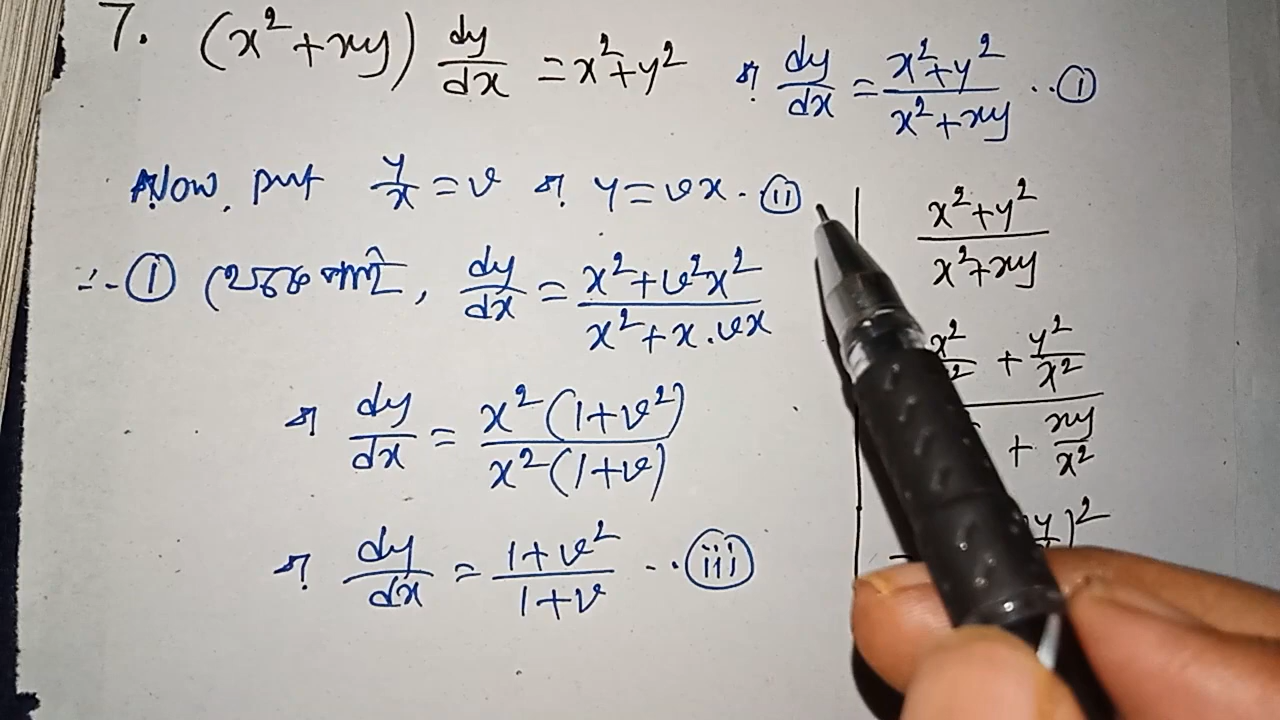 7. (x²+xy) dy/dx = x²+y² বা, dy/dx = (x²+y²)/(x²+xy) ..(i)
Now, put y/x = v বা, y = vx. (ii)
∴ (i) থেকে পাই, dy/dx = (x²+v²x²)/(x²+x.vx)
বা dy/dx = x²(1+v²)/x²(1+v)
বা, dy/dx = (1+v²)/(1+v) ...(iii)
(x²+y²)/(x²+xy)
+ y²/x²
+ xy/x²